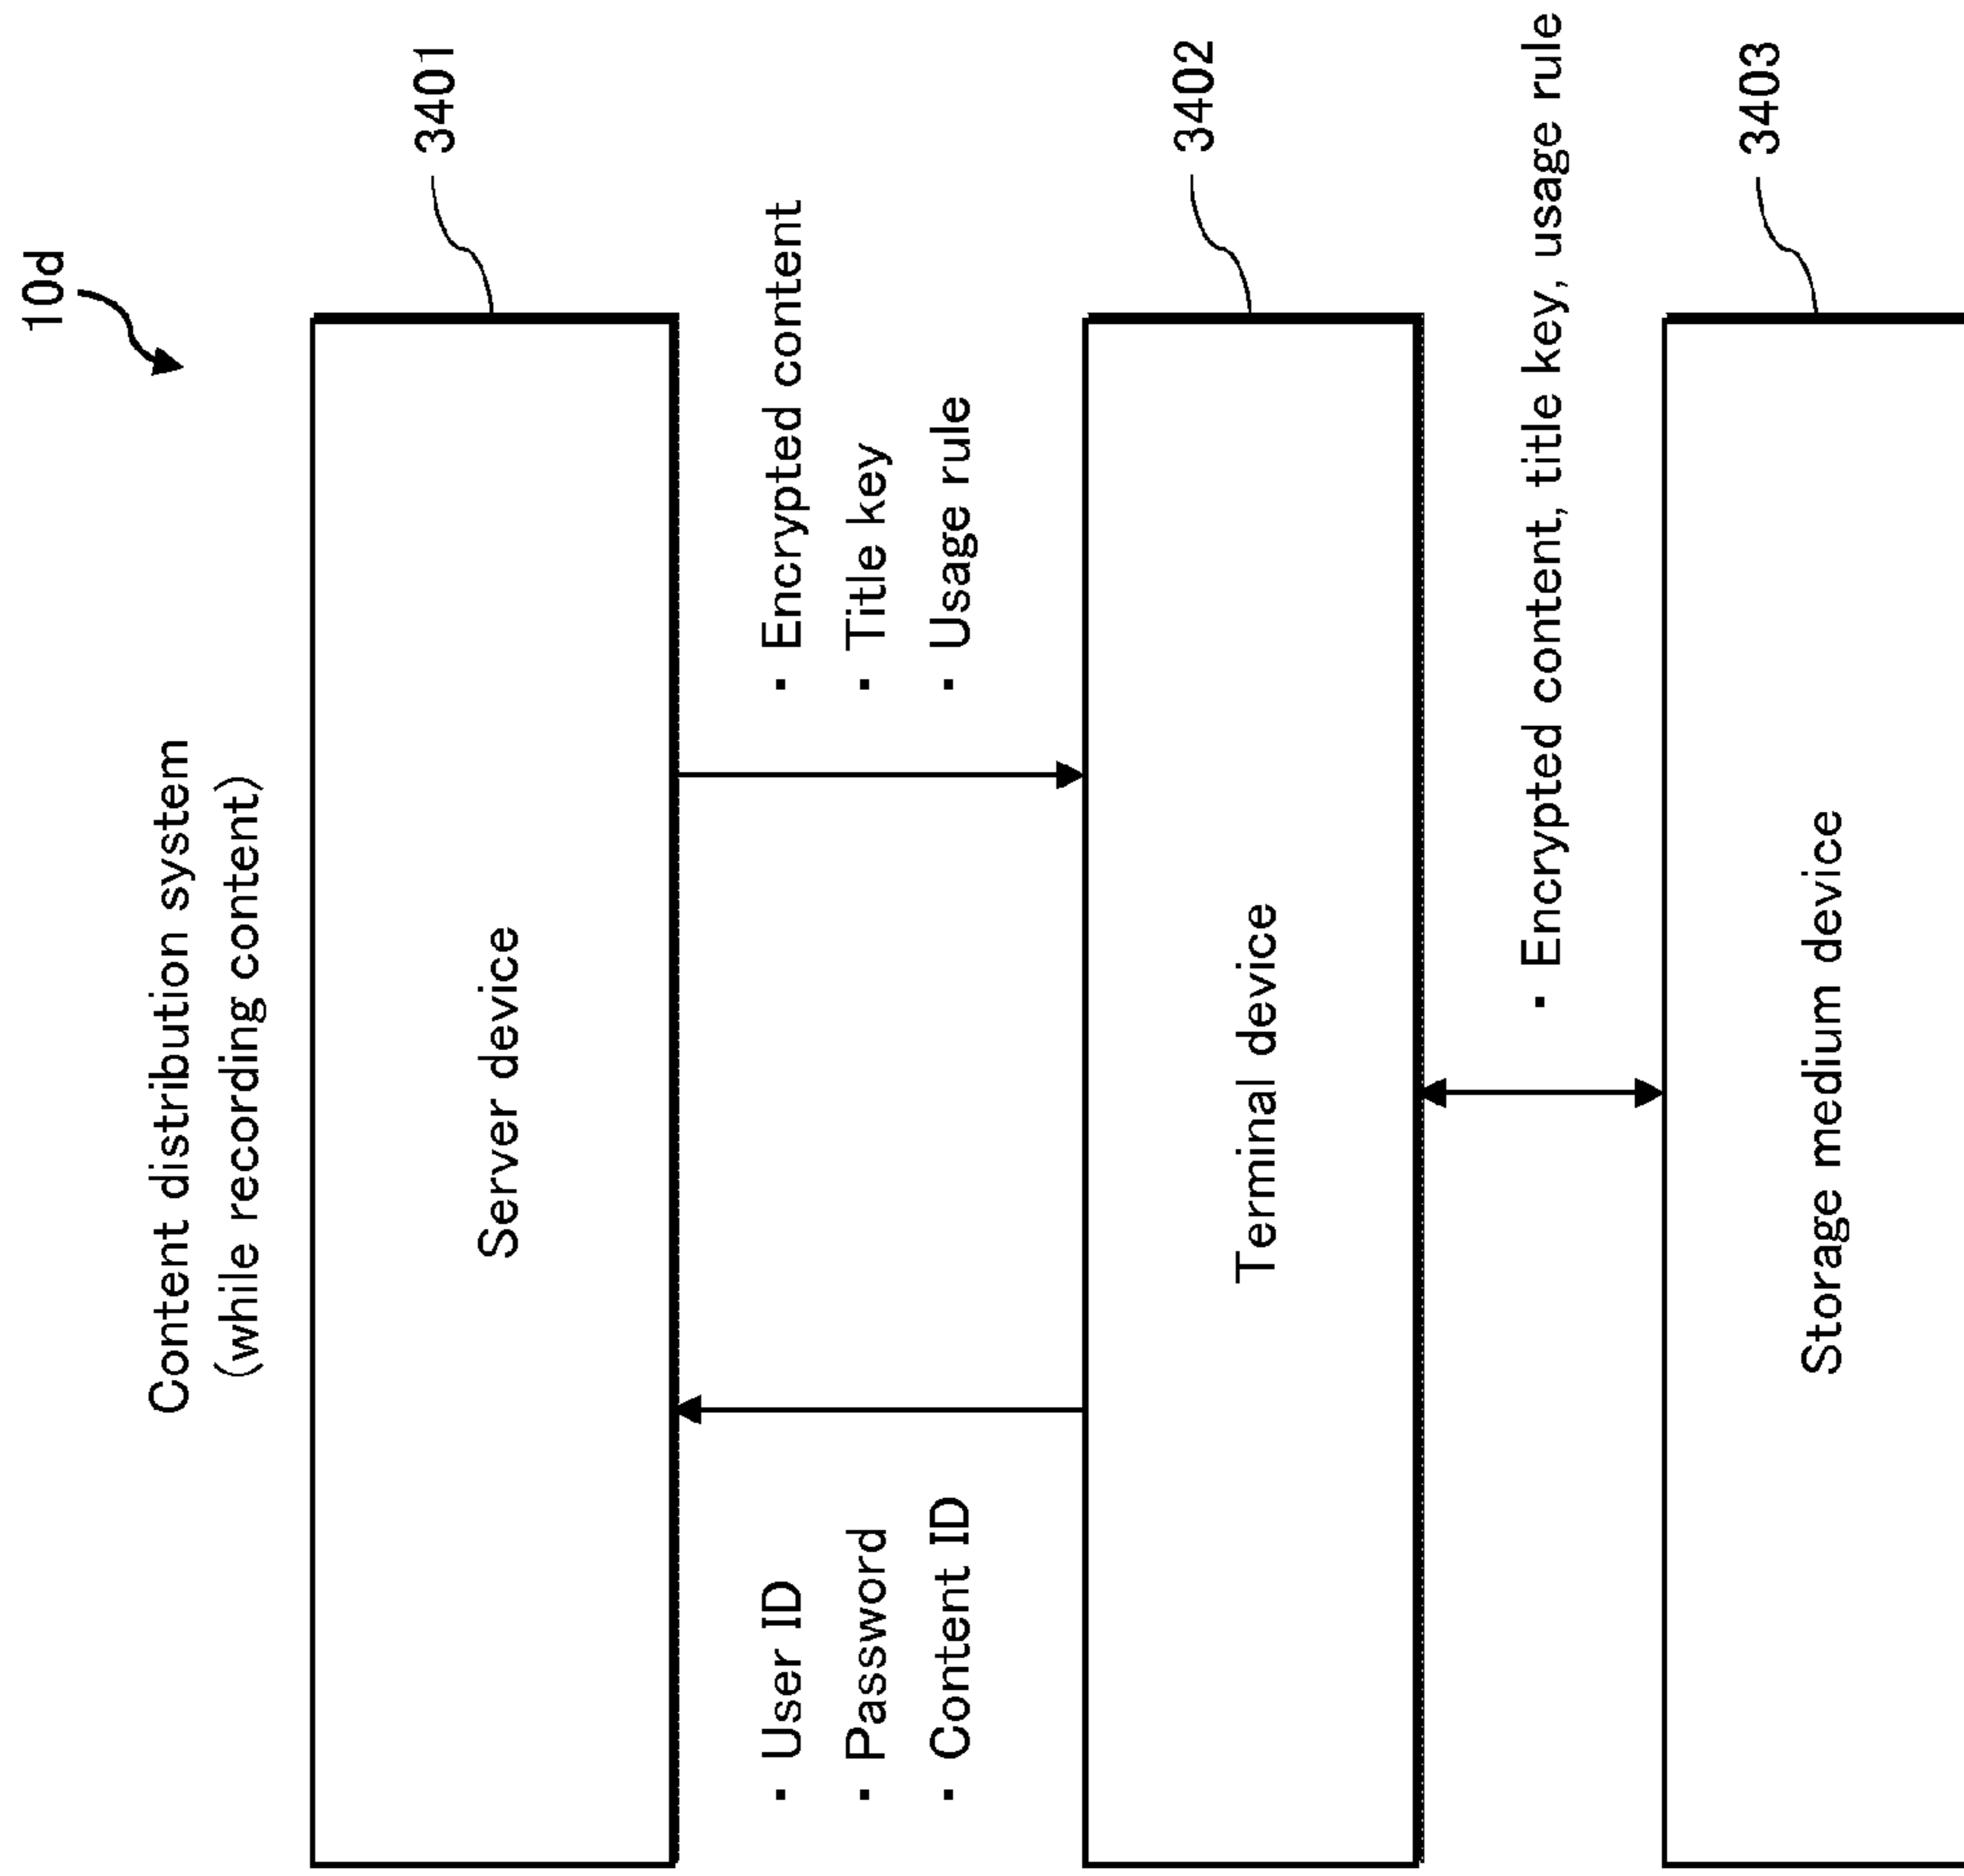 10d
Content distribution system
(while recording content)
Server device
3401
・User ID
・Password
・Content ID
・Encrypted content
・Title key
・Usage rule
Terminal device
3402
・Encrypted content, title key, usage rule
Storage medium device
3403